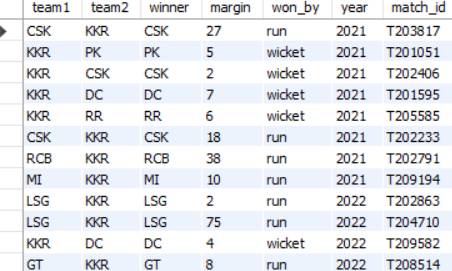 team1 team2 winner margin won_by year match_id
CSK KKR CSK 27 run 2021 T203817
KKR PK PK 5 wicket 2021 T201051
KKR CSK CSK 2 wicket 2021 T202406
KKR DC DC 7 wicket 2021 T201595
KKR RR RR 6 wicket 2021 T205585
CSK KKR CSK 18 run 2021 T202233
RCB KKR RCB 38 run 2021 T202791
MI KKR MI 10 run 2021 T209194
LSG KKR LSG 2 run 2022 T202863
LSG KKR LSG 75 run 2022 T204710
KKR DC DC 4 wicket 2022 T209582
GT KKR GT 8 run 2022 T208514